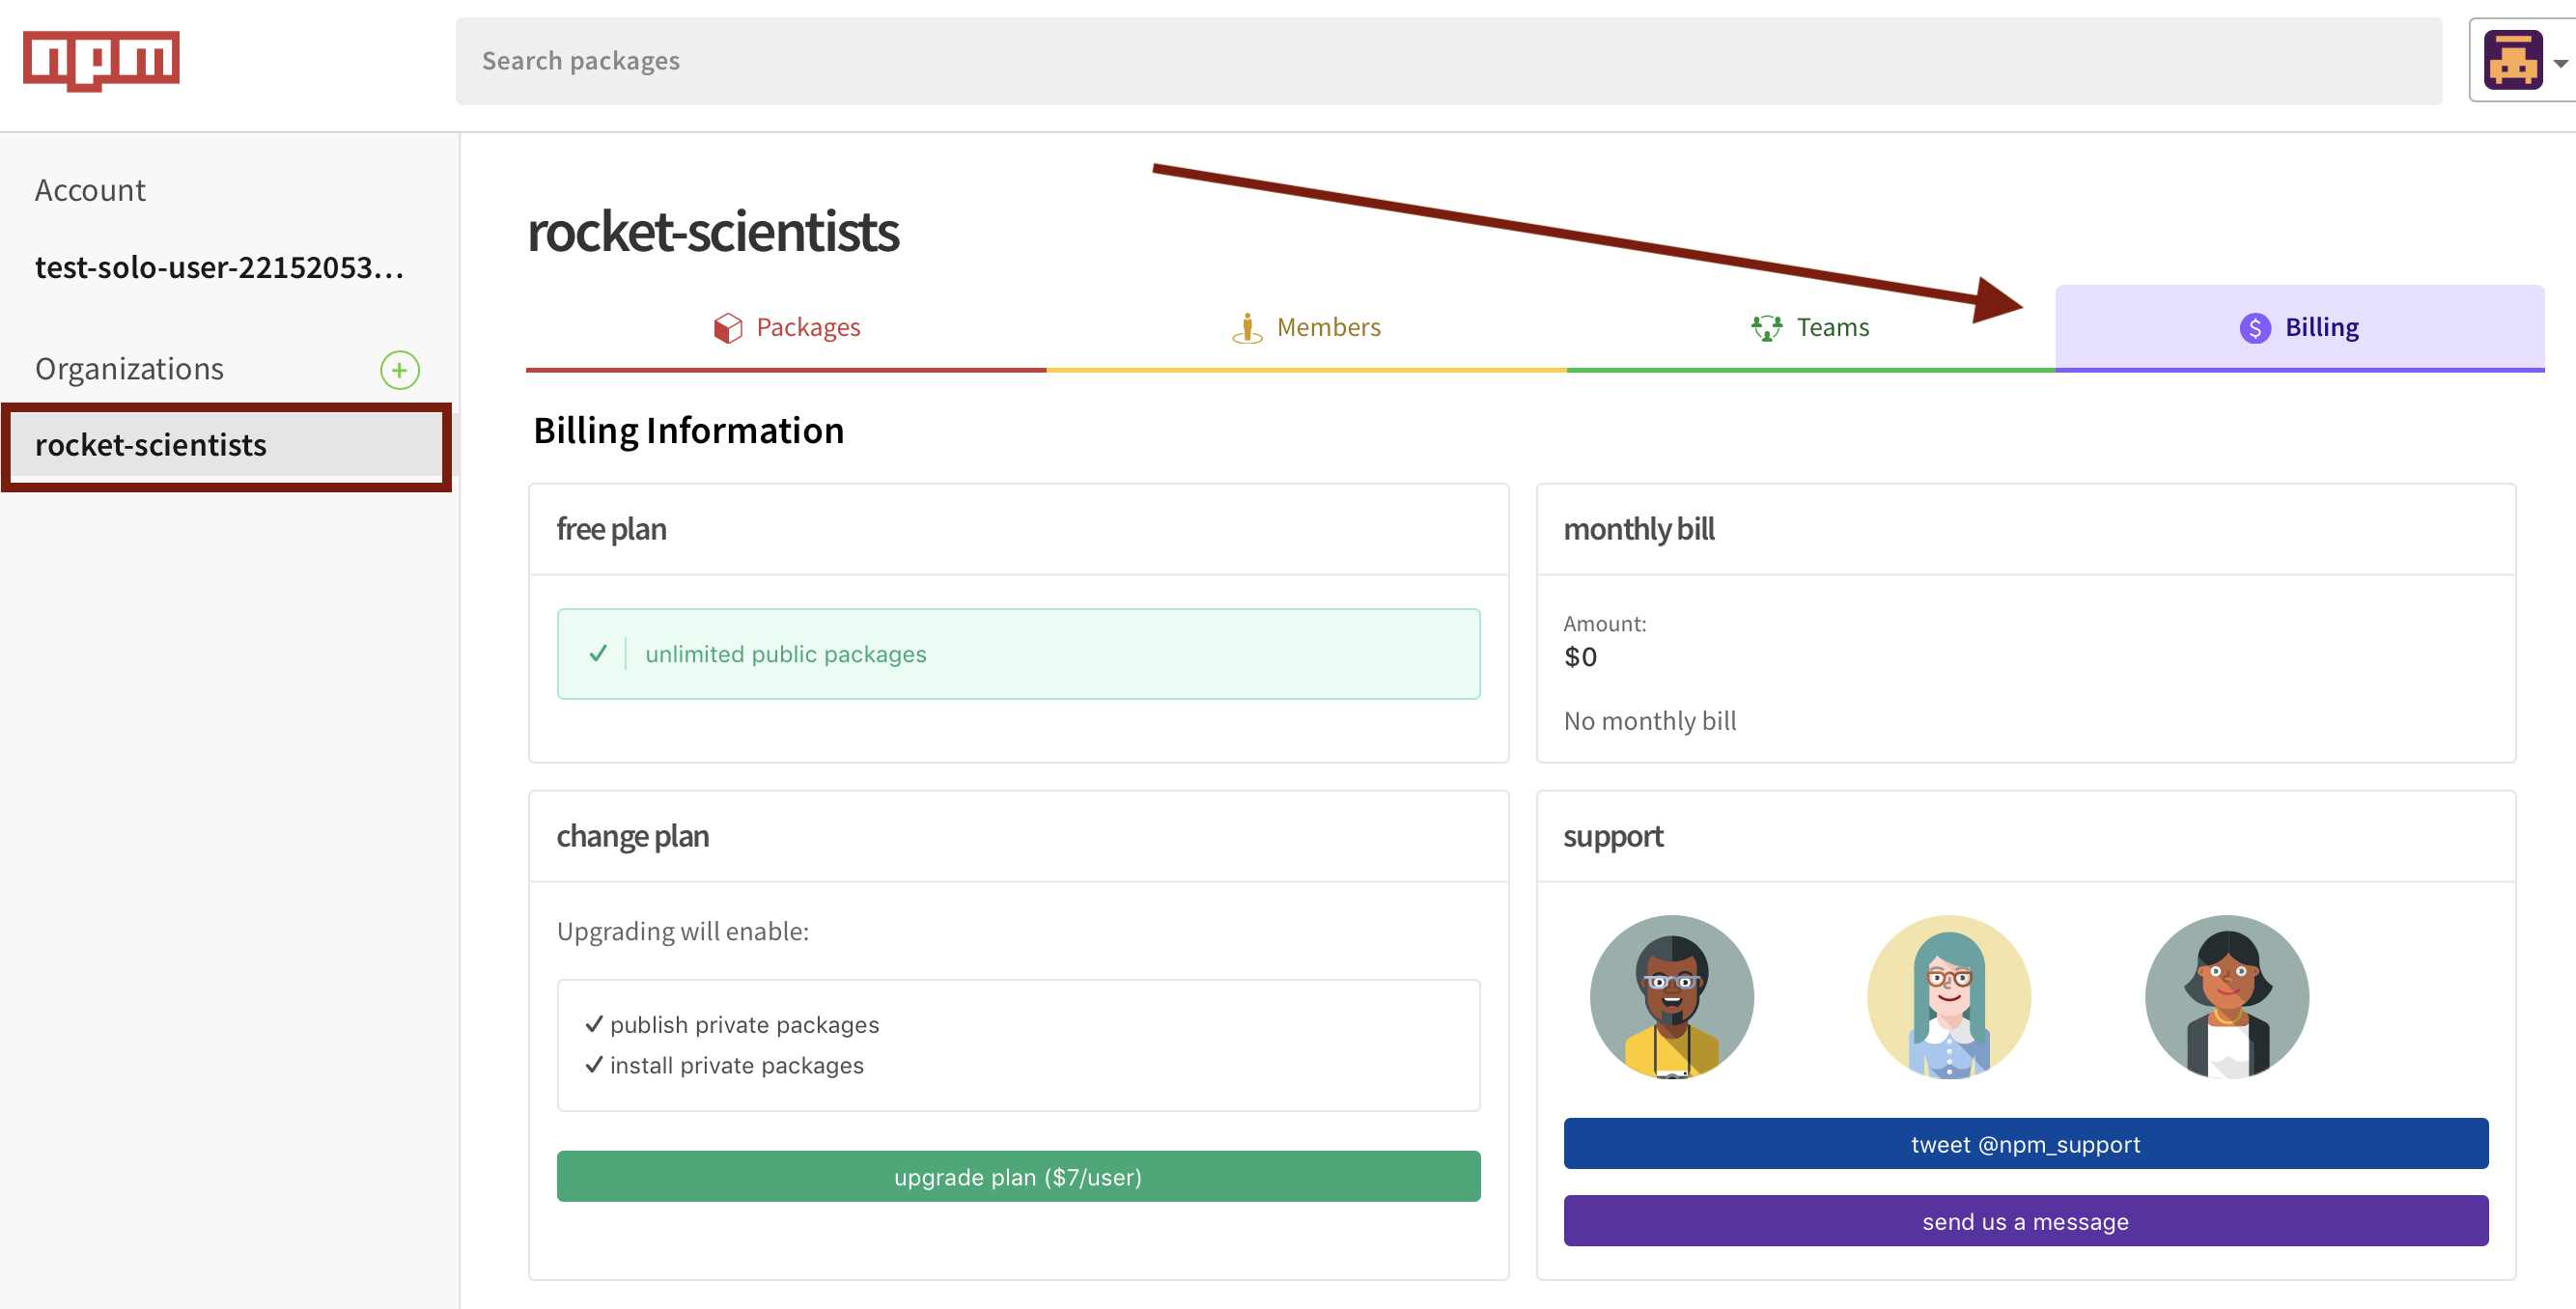 npm
Search packages
Account
test-solo-user-22152053...
Organizations
rocket-scientists
rocket-scientists
Packages
Members
Teams
$ Billing
Billing Information
free plan
✓ unlimited public packages
monthly bill
Amount:
$0
No monthly bill
change plan
Upgrading will enable:
✓ publish private packages
✓ install private packages
upgrade plan ($7/user)
support
tweet @npm_support
send us a message